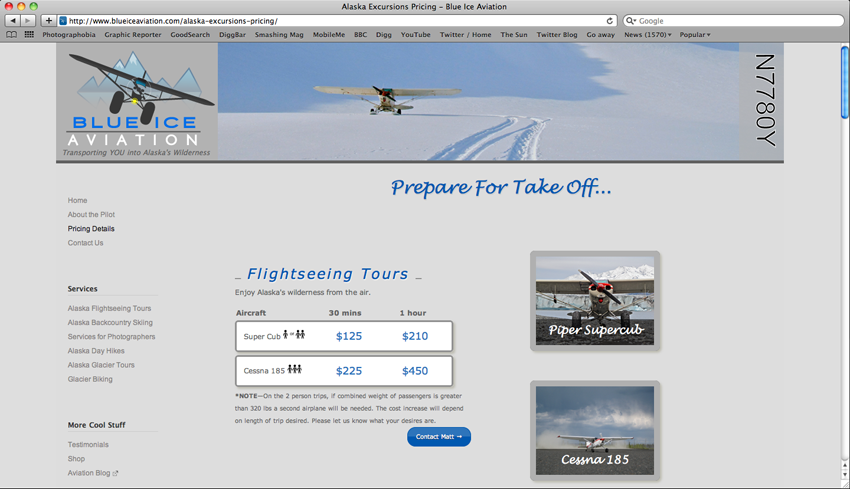 Alaska Excursions Pricing – Blue Ice Aviation
http://www.blueiceaviation.com/alaska-excursions-pricing/
Google
Photographobia Graphic Reporter GoodSearch DiggBar Smashing Mag MobileMe BBC Digg YouTube Twitter / Home The Sun Twitter Blog Go away News (1570) Popular
BLUE ICE
AVIATION
Transporting YOU into Alaska's Wilderness
N7780Y
Prepare For Take Off...
Home
About the Pilot
Pricing Details
Contact Us
Services
Alaska Flightseeing Tours
Alaska Backcountry Skiing
Services for Photographers
Alaska Day Hikes
Alaska Glacier Tours
Glacier Biking
More Cool Stuff
Testimonials
Shop
Aviation Blog
_ Flightseeing Tours _
Enjoy Alaska's wilderness from the air.
Aircraft 30 mins 1 hour
Super Cub or $125 $210
Cessna 185 $225 $450
*NOTE—On the 2 person trips, if combined weight of passengers is greater
than 320 lbs a second airplane will be needed. The cost increase will depend
on length of trip desired. Please let us know what your desires are.
Contact Matt →
Piper Supercub
Cessna 185